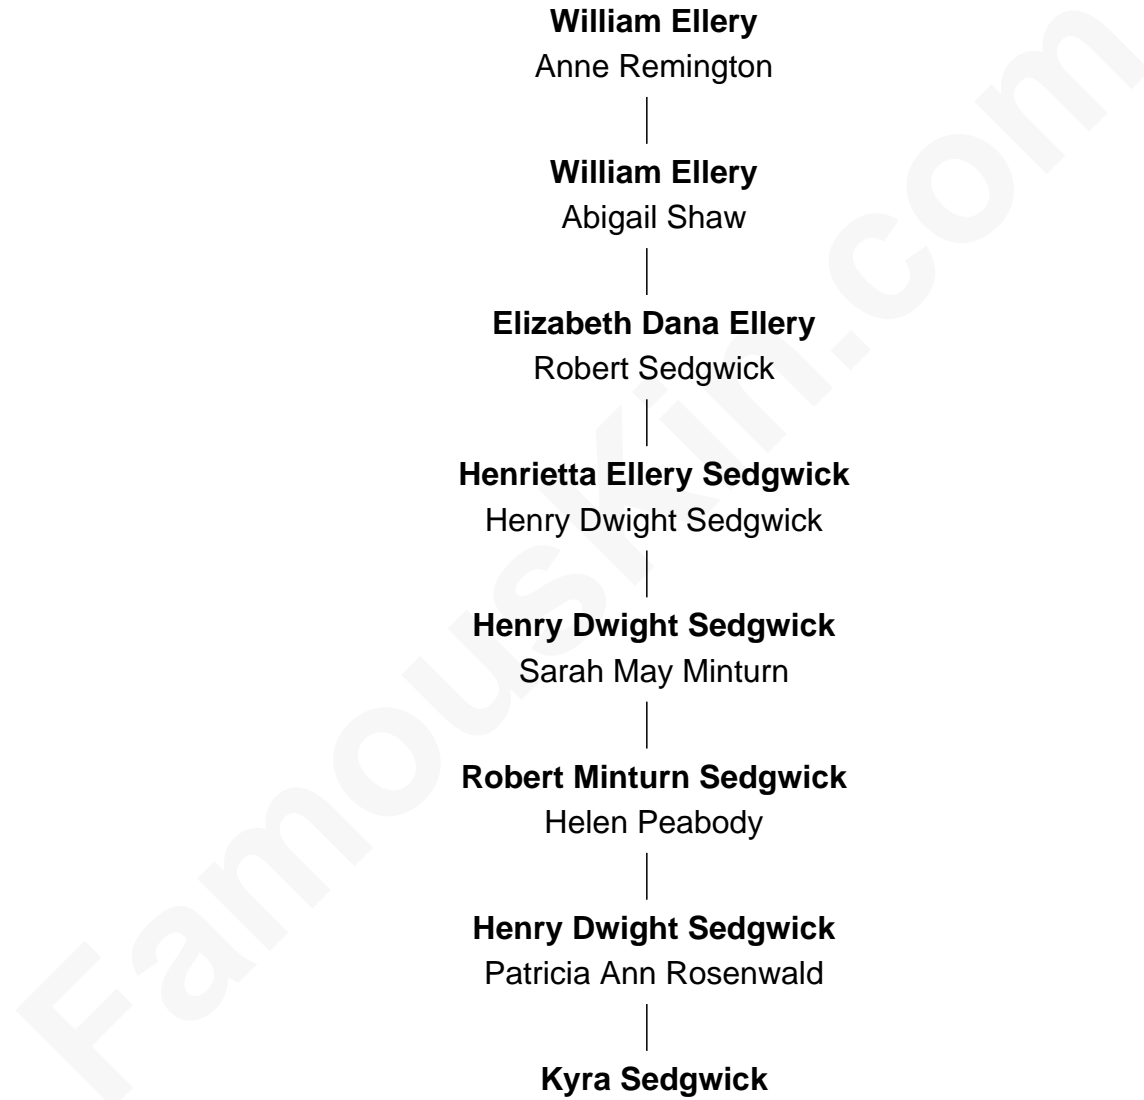 William Ellery
Anne Remington
William Ellery
Abigail Shaw
Elizabeth Dana Ellery
Robert Sedgwick
Henrietta Ellery Sedgwick
Henry Dwight Sedgwick
Henry Dwight Sedgwick
Sarah May Minturn
Robert Minturn Sedgwick
Helen Peabody
Henry Dwight Sedgwick
Patricia Ann Rosenwald
Kyra Sedgwick
FamousKin.com